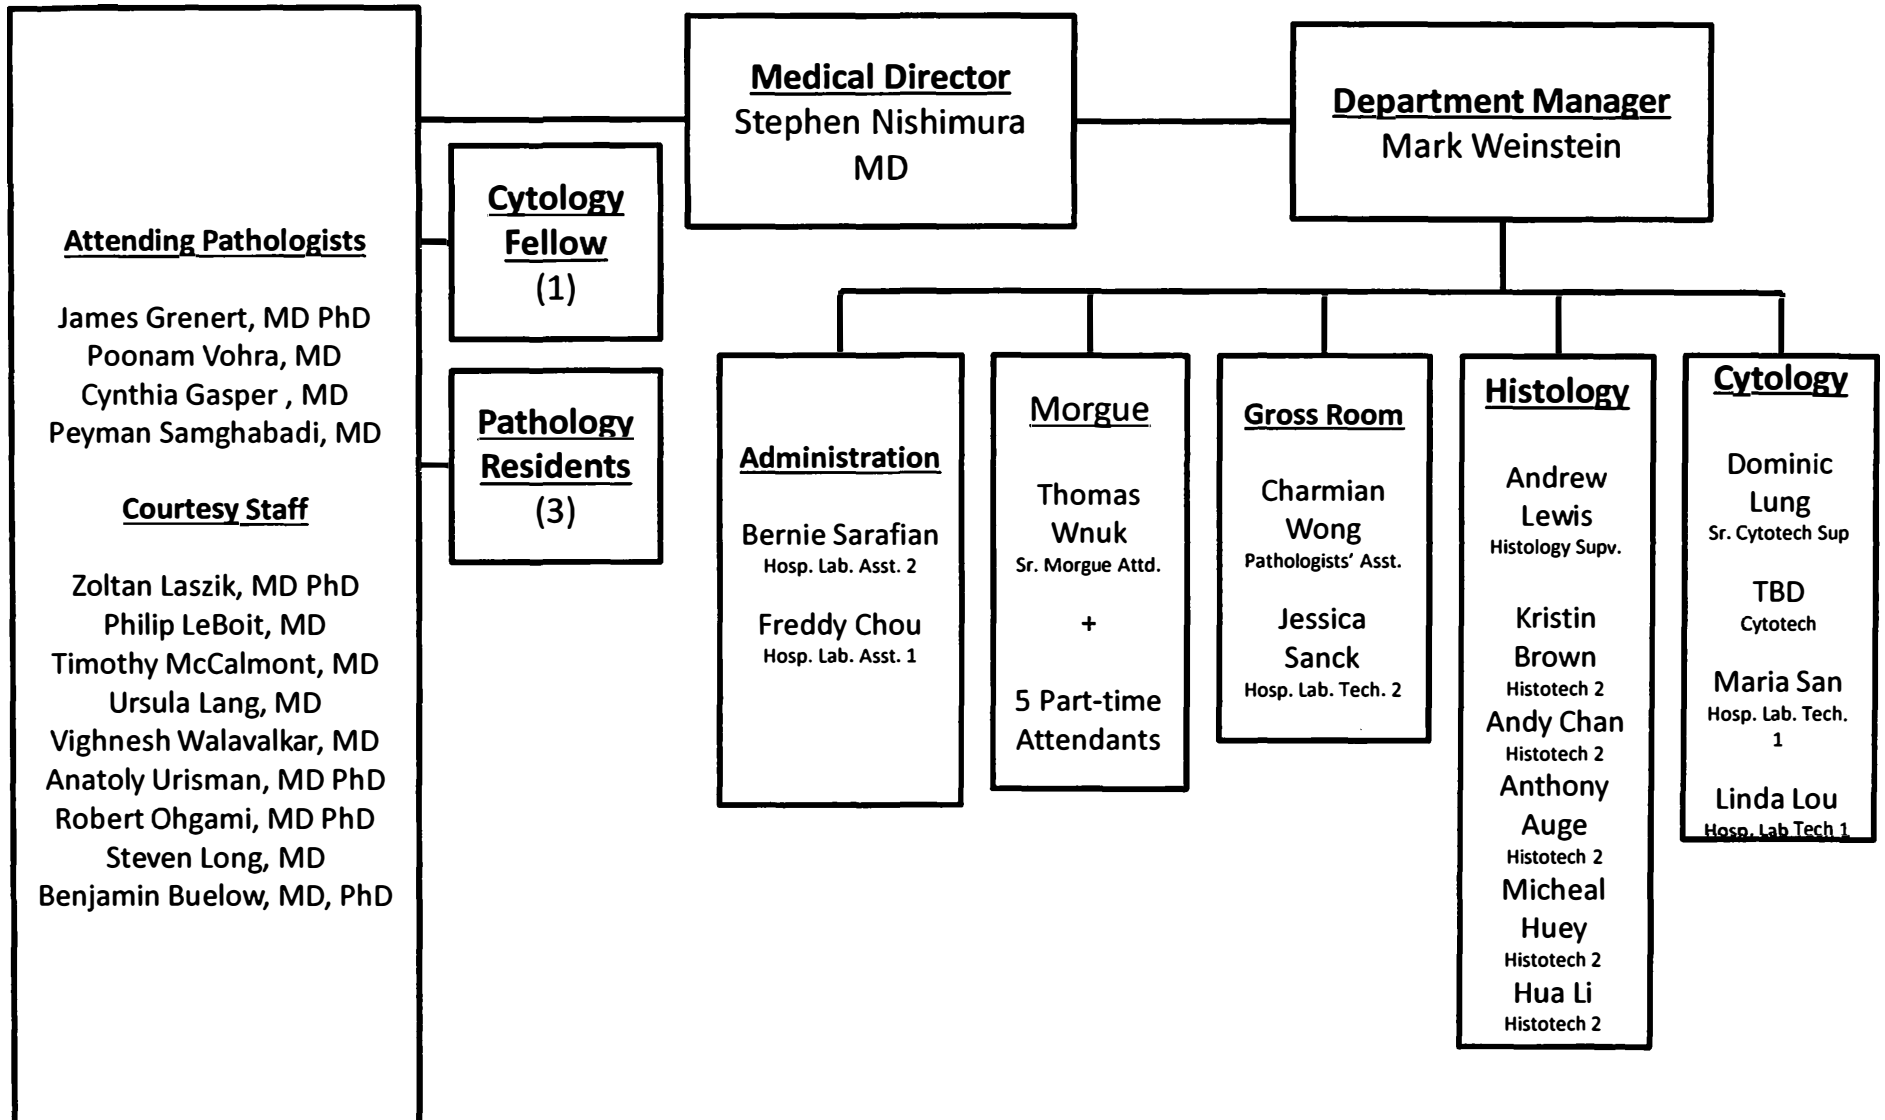 Attending Pathologists
James Grenert, MD PhD
Poonam Vohra, MD
Cynthia Gasper , MD
Peyman Samghabadi, MD
Courtesy Staff
Zoltan Laszik, MD PhD
Philip LeBoit, MD
Timothy McCalmont, MD
Ursula Lang, MD
Vighnesh Walavalkar, MD
Anatoly Urisman, MD PhD
Robert Ohgami, MD PhD
Steven Long, MD
Benjamin Buelow, MD, PhD
Cytology
Fellow
(1)
Pathology
Residents
(3)
Medical Director
Stephen Nishimura
MD
Department Manager
Mark Weinstein
Administration
Bernie Sarafian
Hosp. Lab. Asst. 2
Freddy Chou
Hosp. Lab. Asst. 1
Morgue
Thomas
Wnuk
Sr. Morgue Attd.
+
5 Part-time
Attendants
Gross Room
Charmian
Wong
Pathologists' Asst.
Jessica
Sanck
Hosp. Lab. Tech. 2
Histology
Andrew
Lewis
Histology Supv.
Kristin
Brown
Histotech 2
Andy Chan
Histotech 2
Anthony
Auge
Histotech 2
Micheal
Huey
Histotech 2
Hua Li
Histotech 2
Cytology
Dominic
Lung
Sr. Cytotech Sup
TBD
Cytotech
Maria San
Hosp. Lab. Tech.
1
Linda Lou
Hosp. Lab Tech 1